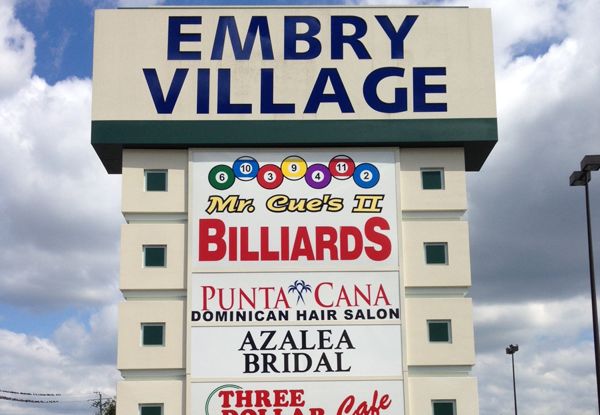 EMBRY
VILLAGE
6 10 3 9 4 11 2
Mr. Cue's II
BILLIARDS
PUNTA CANA
DOMINICAN HAIR SALON
AZALEA
BRIDAL
THREE
DOLLAR Cafe